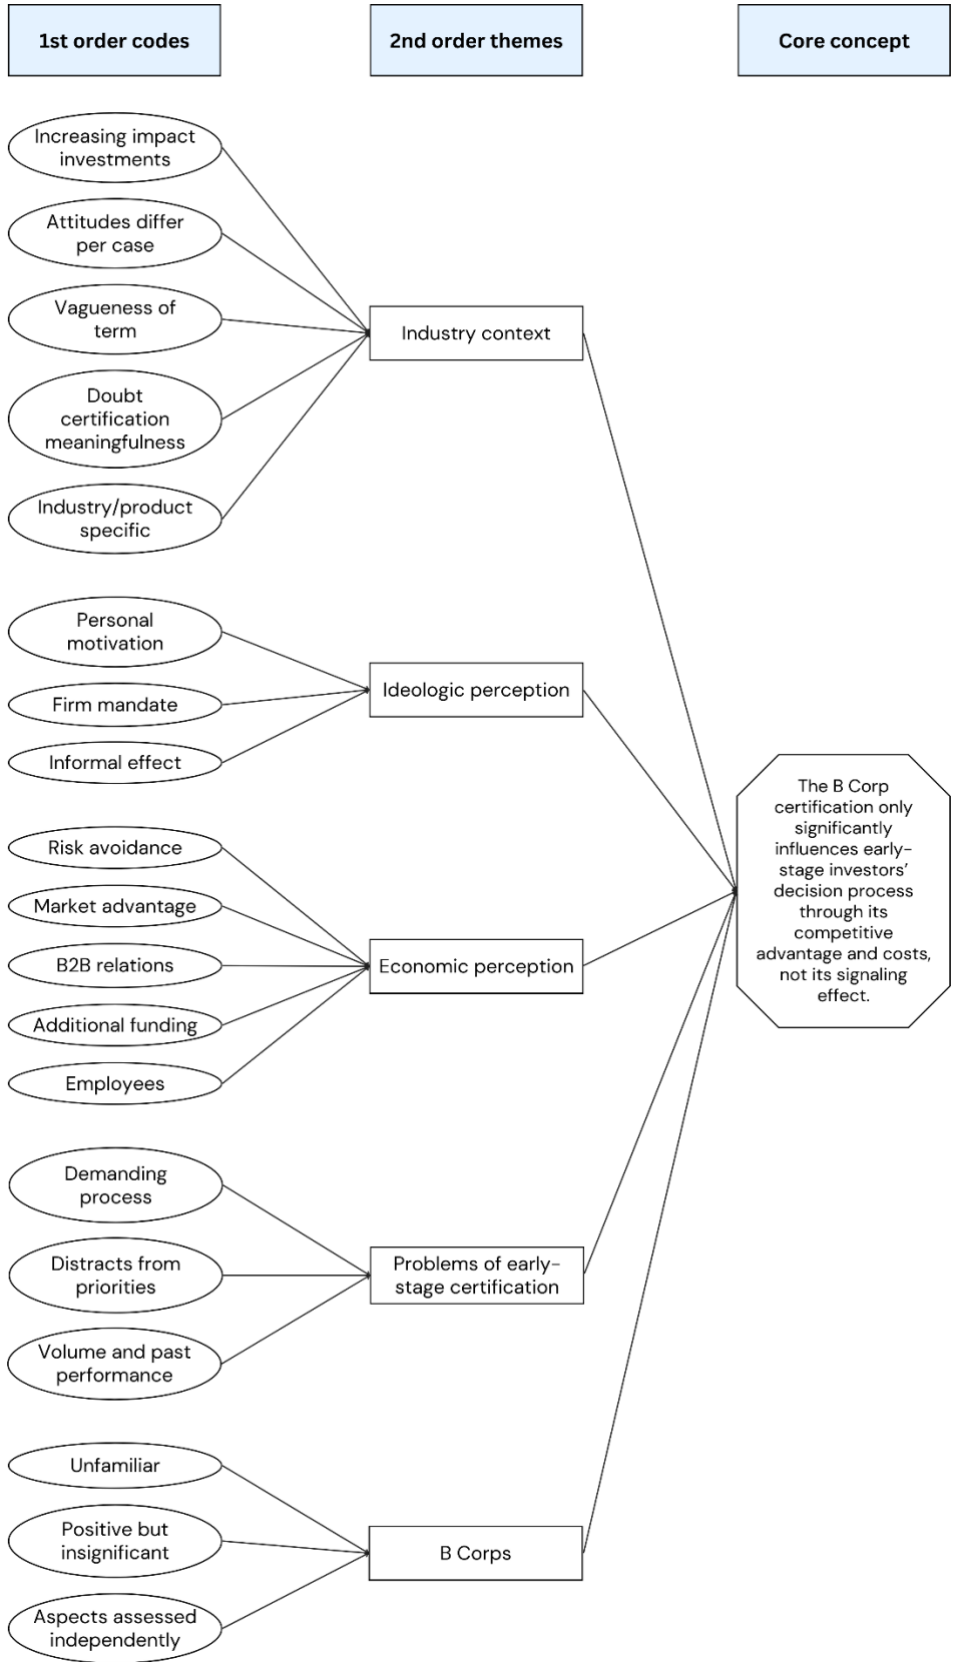 1st order codes
2nd order themes
Core concept
Increasing impact
investments
Attitudes differ
per case
Vagueness of
term
Doubt
certification
meaningfulness
Industry/product
specific
Industry context
Personal
motivation
Firm mandate
Informal effect
Ideologic perception
Risk avoidance
Market advantage
B2B relations
Additional funding
Employees
Economic perception
Demanding
process
Distracts from
priorities
Volume and past
performance
Problems of early-
stage certification
Unfamiliar
Positive but
insignificant
Aspects assessed
independently
B Corps
The B Corp
certification only
significantly
influences early-
stage investors’
decision process
through its
competitive
advantage and costs,
not its signaling
effect.